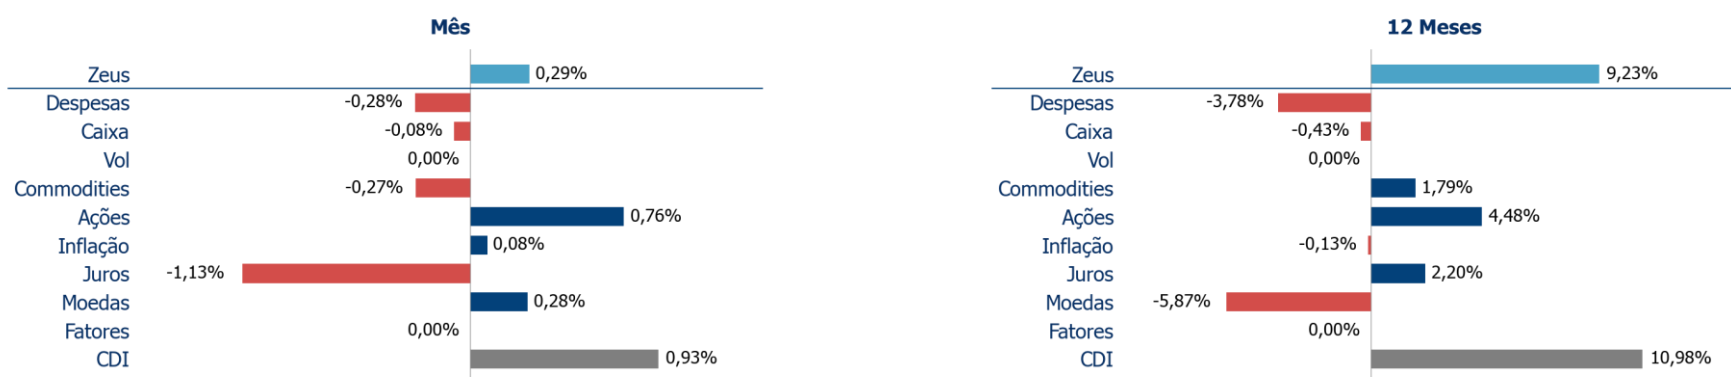 Mês
Zeus 0,29%
Despesas -0,28%
Caixa -0,08%
Vol 0,00%
Commodities -0,27%
Ações 0,76%
Inflação 0,08%
Juros -1,13%
Moedas 0,28%
Fatores 0,00%
CDI 0,93%
12 Meses
Zeus 9,23%
Despesas -3,78%
Caixa -0,43%
Vol 0,00%
Commodities 1,79%
Ações 4,48%
Inflação -0,13%
Juros 2,20%
Moedas -5,87%
Fatores 0,00%
CDI 10,98%